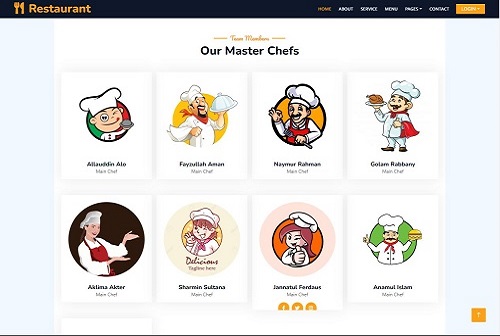 Restaurant
HOME ABOUT SERVICE MENU PAGES CONTACT LOGIN
Team Members
Our Master Chefs
Allauddin Alo
Main Chef
Fayzullah Aman
Main Chef
Naymur Rahman
Main Chef
Golam Rabbany
Main Chef
Aklima Akter
Main Chef
Delicious
Tagline here
Sharmin Sultana
Main Chef
Jannatul Ferdaus
Main Chef
Anamul Islam
Main Chef